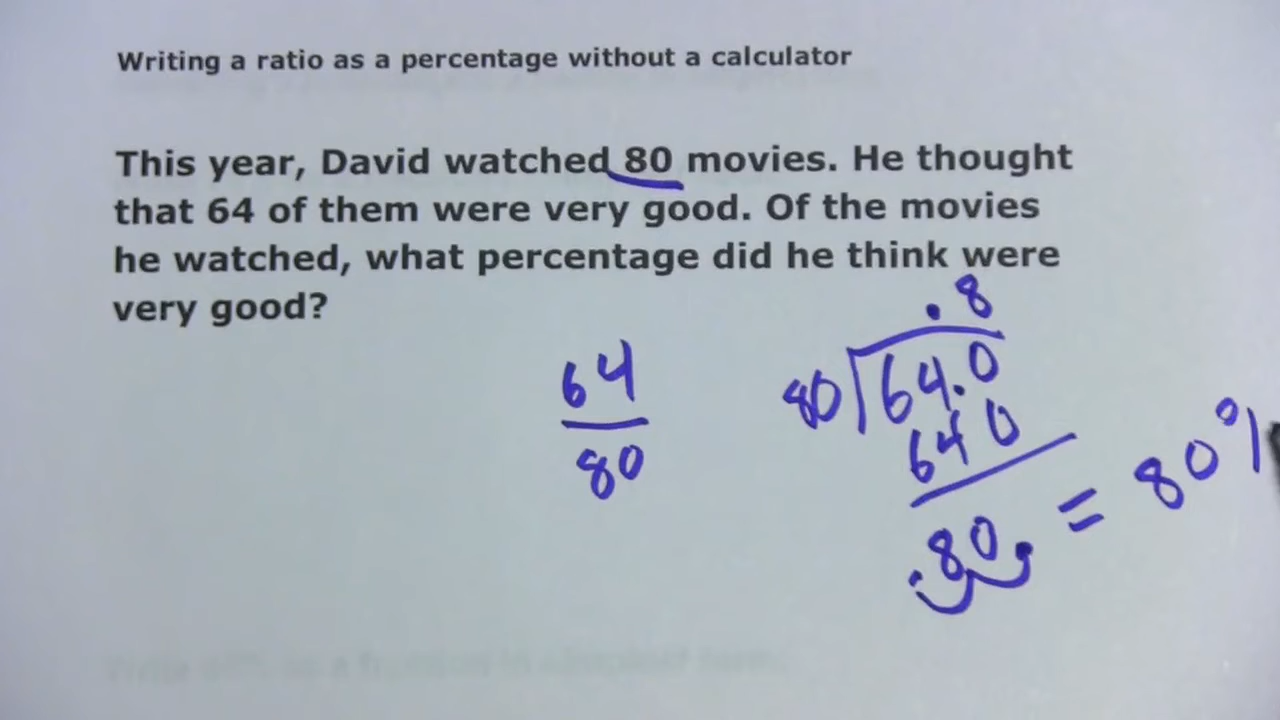 Writing a ratio as a percentage without a calculator
This year, David watched 80 movies. He thought
that 64 of them were very good. Of the movies
he watched, what percentage did he think were
very good?
64
80
.8
80 64.0
640
.80. = 80%